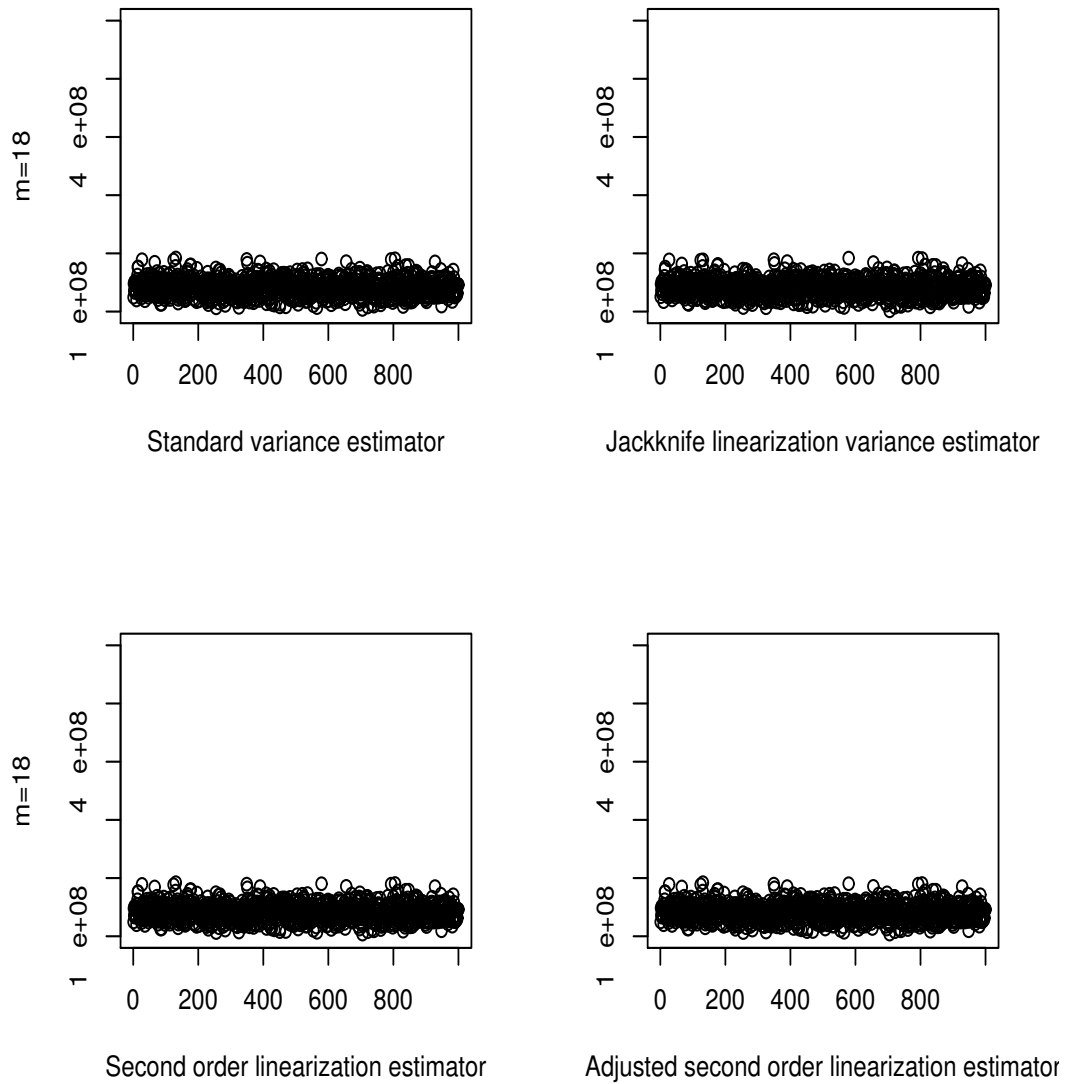 m=18
1 e+08 4 e+08
0 200 400 600 800
Standard variance estimator
1 e+08 4 e+08
0 200 400 600 800
Jackknife linearization variance estimator
m=18
1 e+08 4 e+08
0 200 400 600 800
Second order linearization estimator
1 e+08 4 e+08
0 200 400 600 800
Adjusted second order linearization estimator